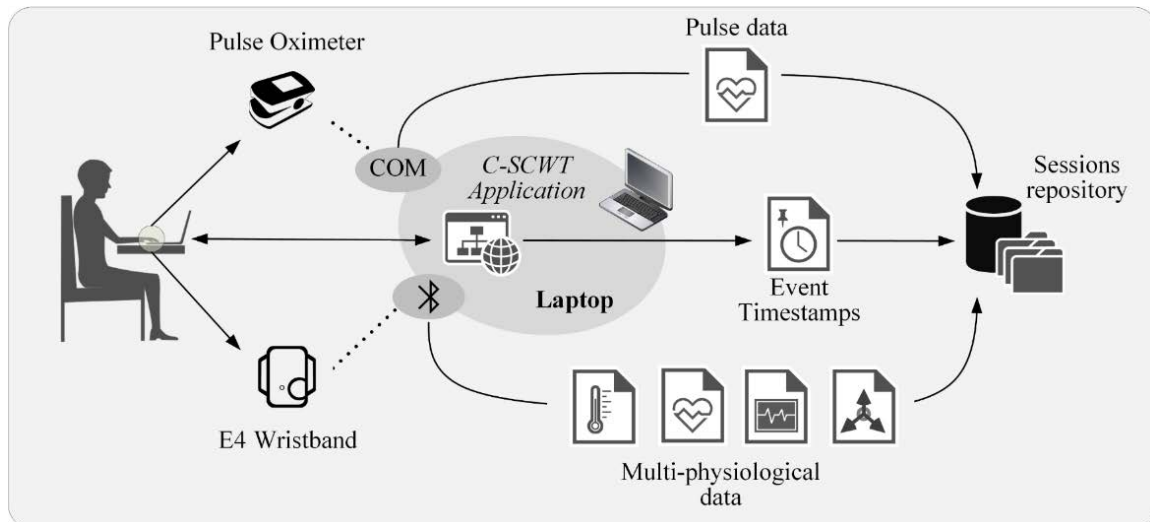 Pulse Oximeter
Pulse data
COM
C-SCWT
Application
Sessions
repository
Laptop
Event
Timestamps
E4 Wristband
Multi-physiological
data